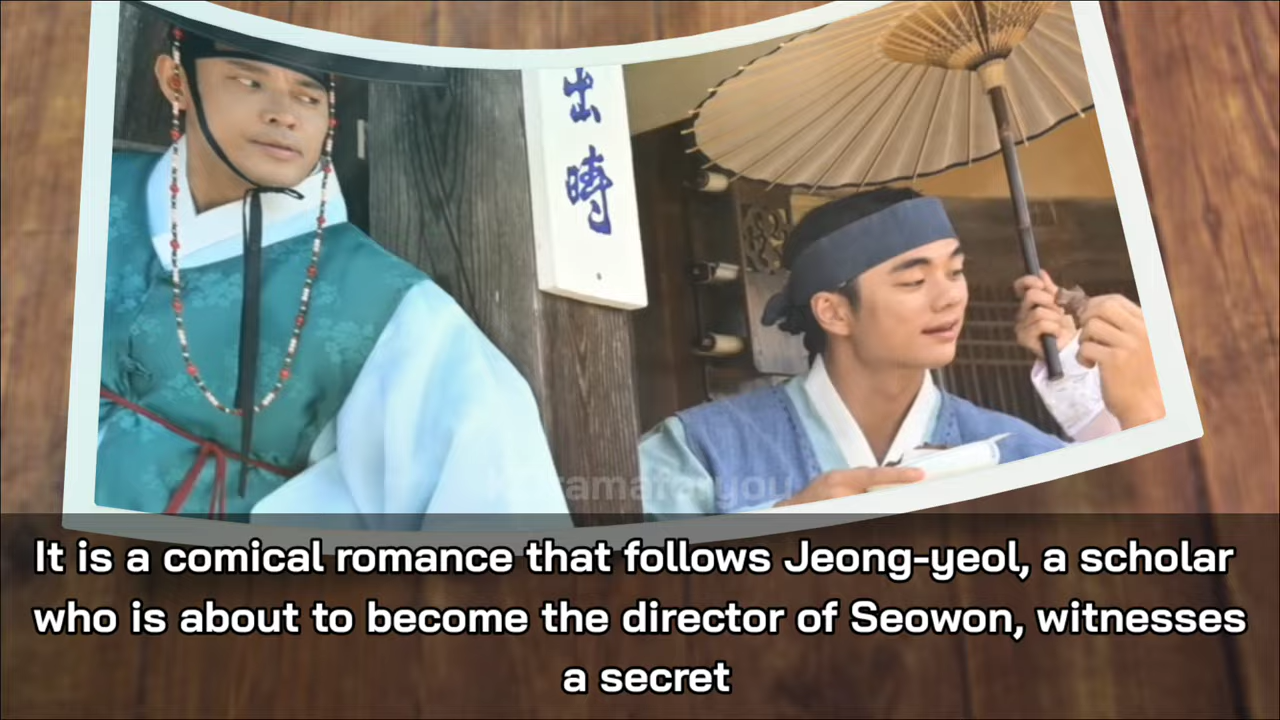 出
時
It is a comical romance that follows Jeong-yeol, a scholar
who is about to become the director of Seowon, witnesses
a secret